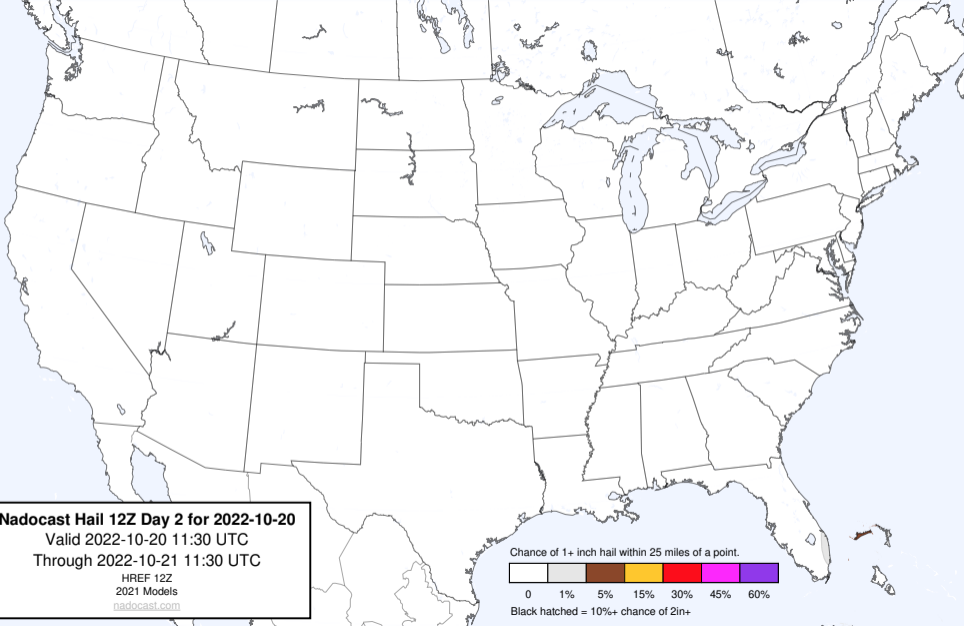 Nadocast Hail 12Z Day 2 for 2022-10-20
Valid 2022-10-20 11:30 UTC
Through 2022-10-21 11:30 UTC
HREF 12Z
2021 Models
nadocast.com
Chance of 1+ inch hail within 25 miles of a point.
0 1% 5% 15% 30% 45% 60%
Black hatched = 10%+ chance of 2in+